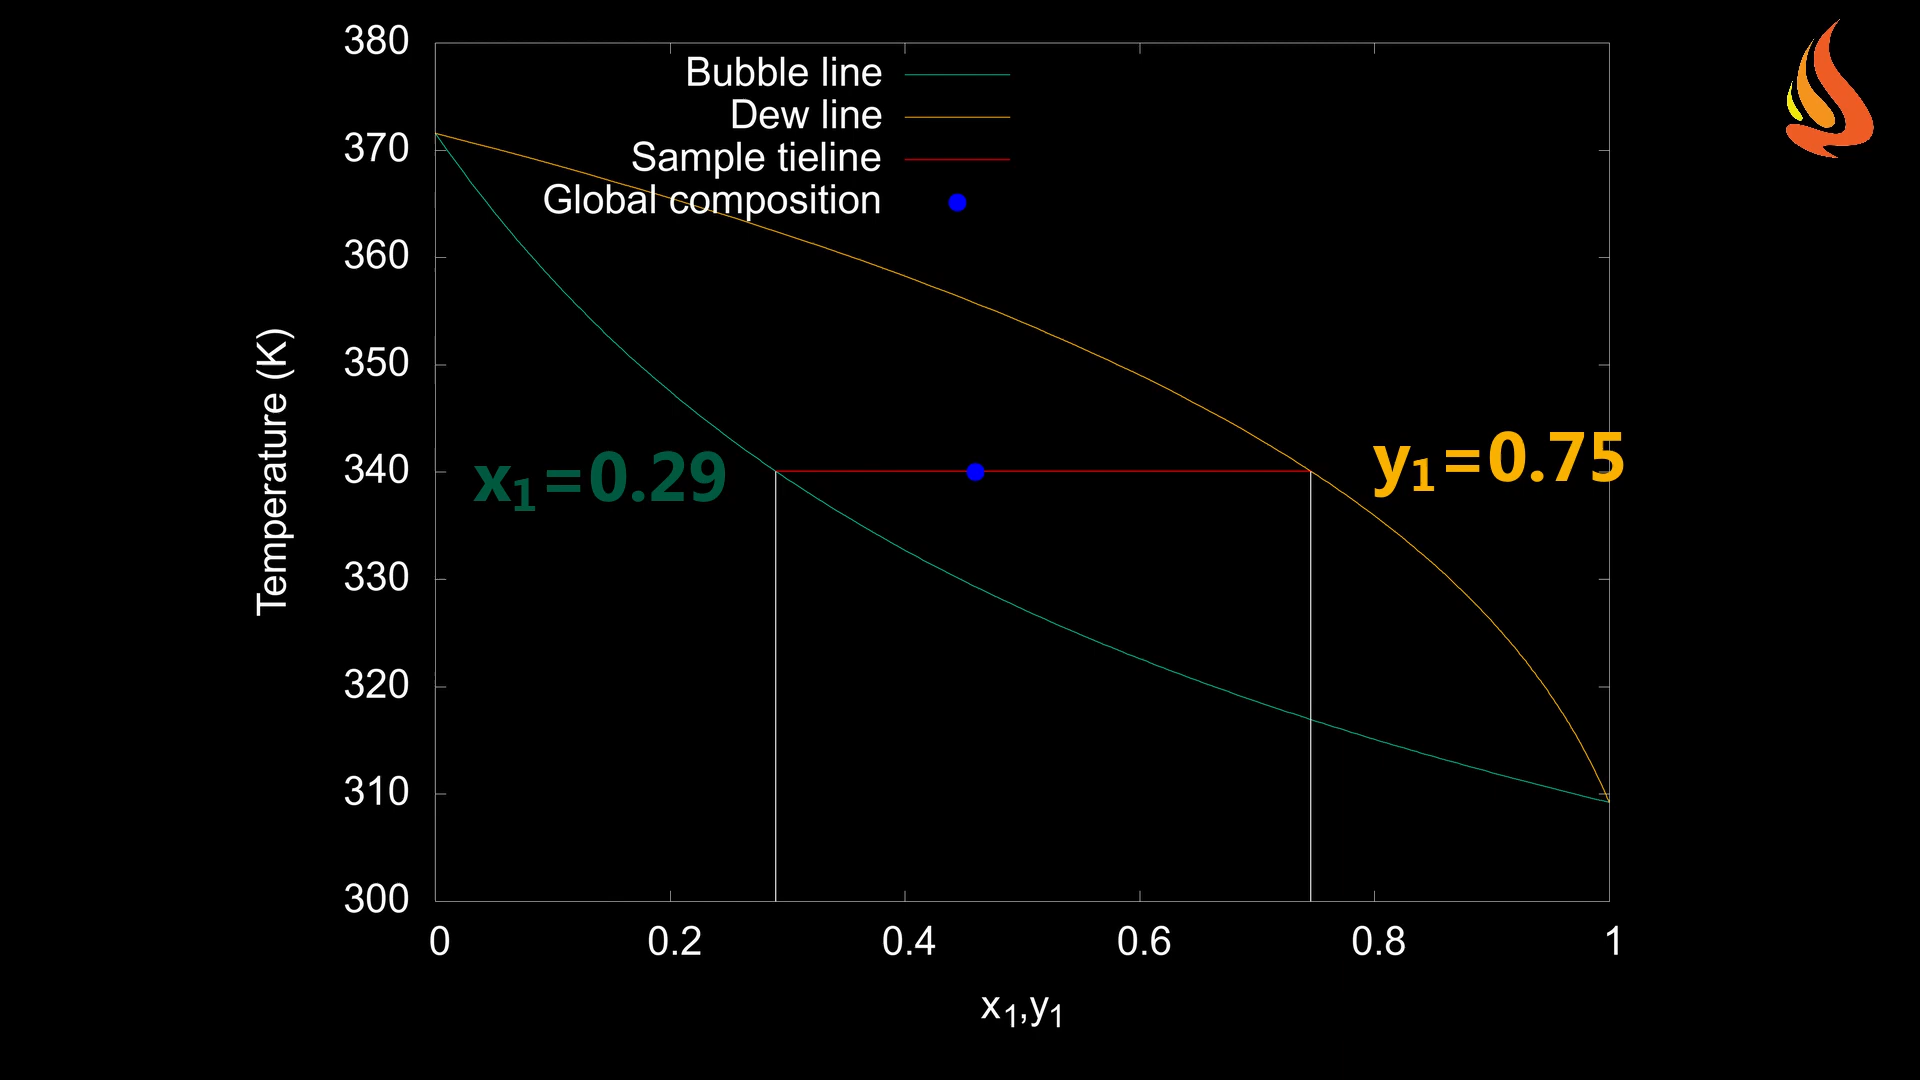 380
370
360
350
340
330
320
310
300
Temperature (K)
Bubble line
Dew line
Sample tieline
Global composition
x₁=0.29
y₁=0.75
0 0.2 0.4 0.6 0.8 1
x₁,y₁